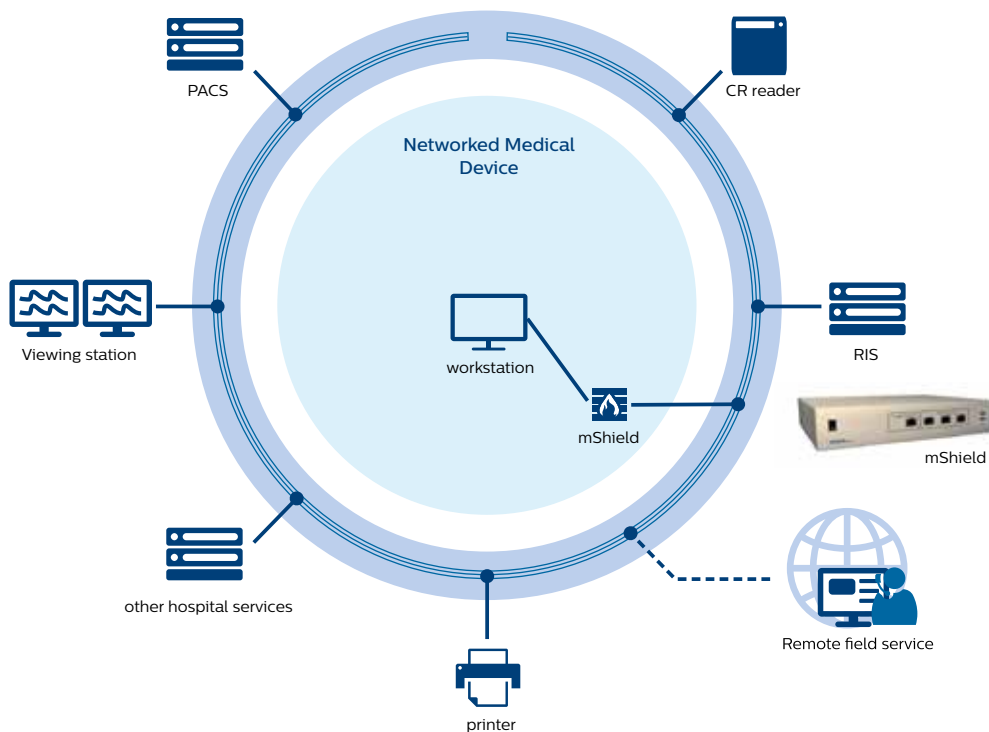 PACS
CR reader
Networked Medical
Device
Viewing station
workstation
RIS
mShield
mShield
other hospital services
Remote field service
printer